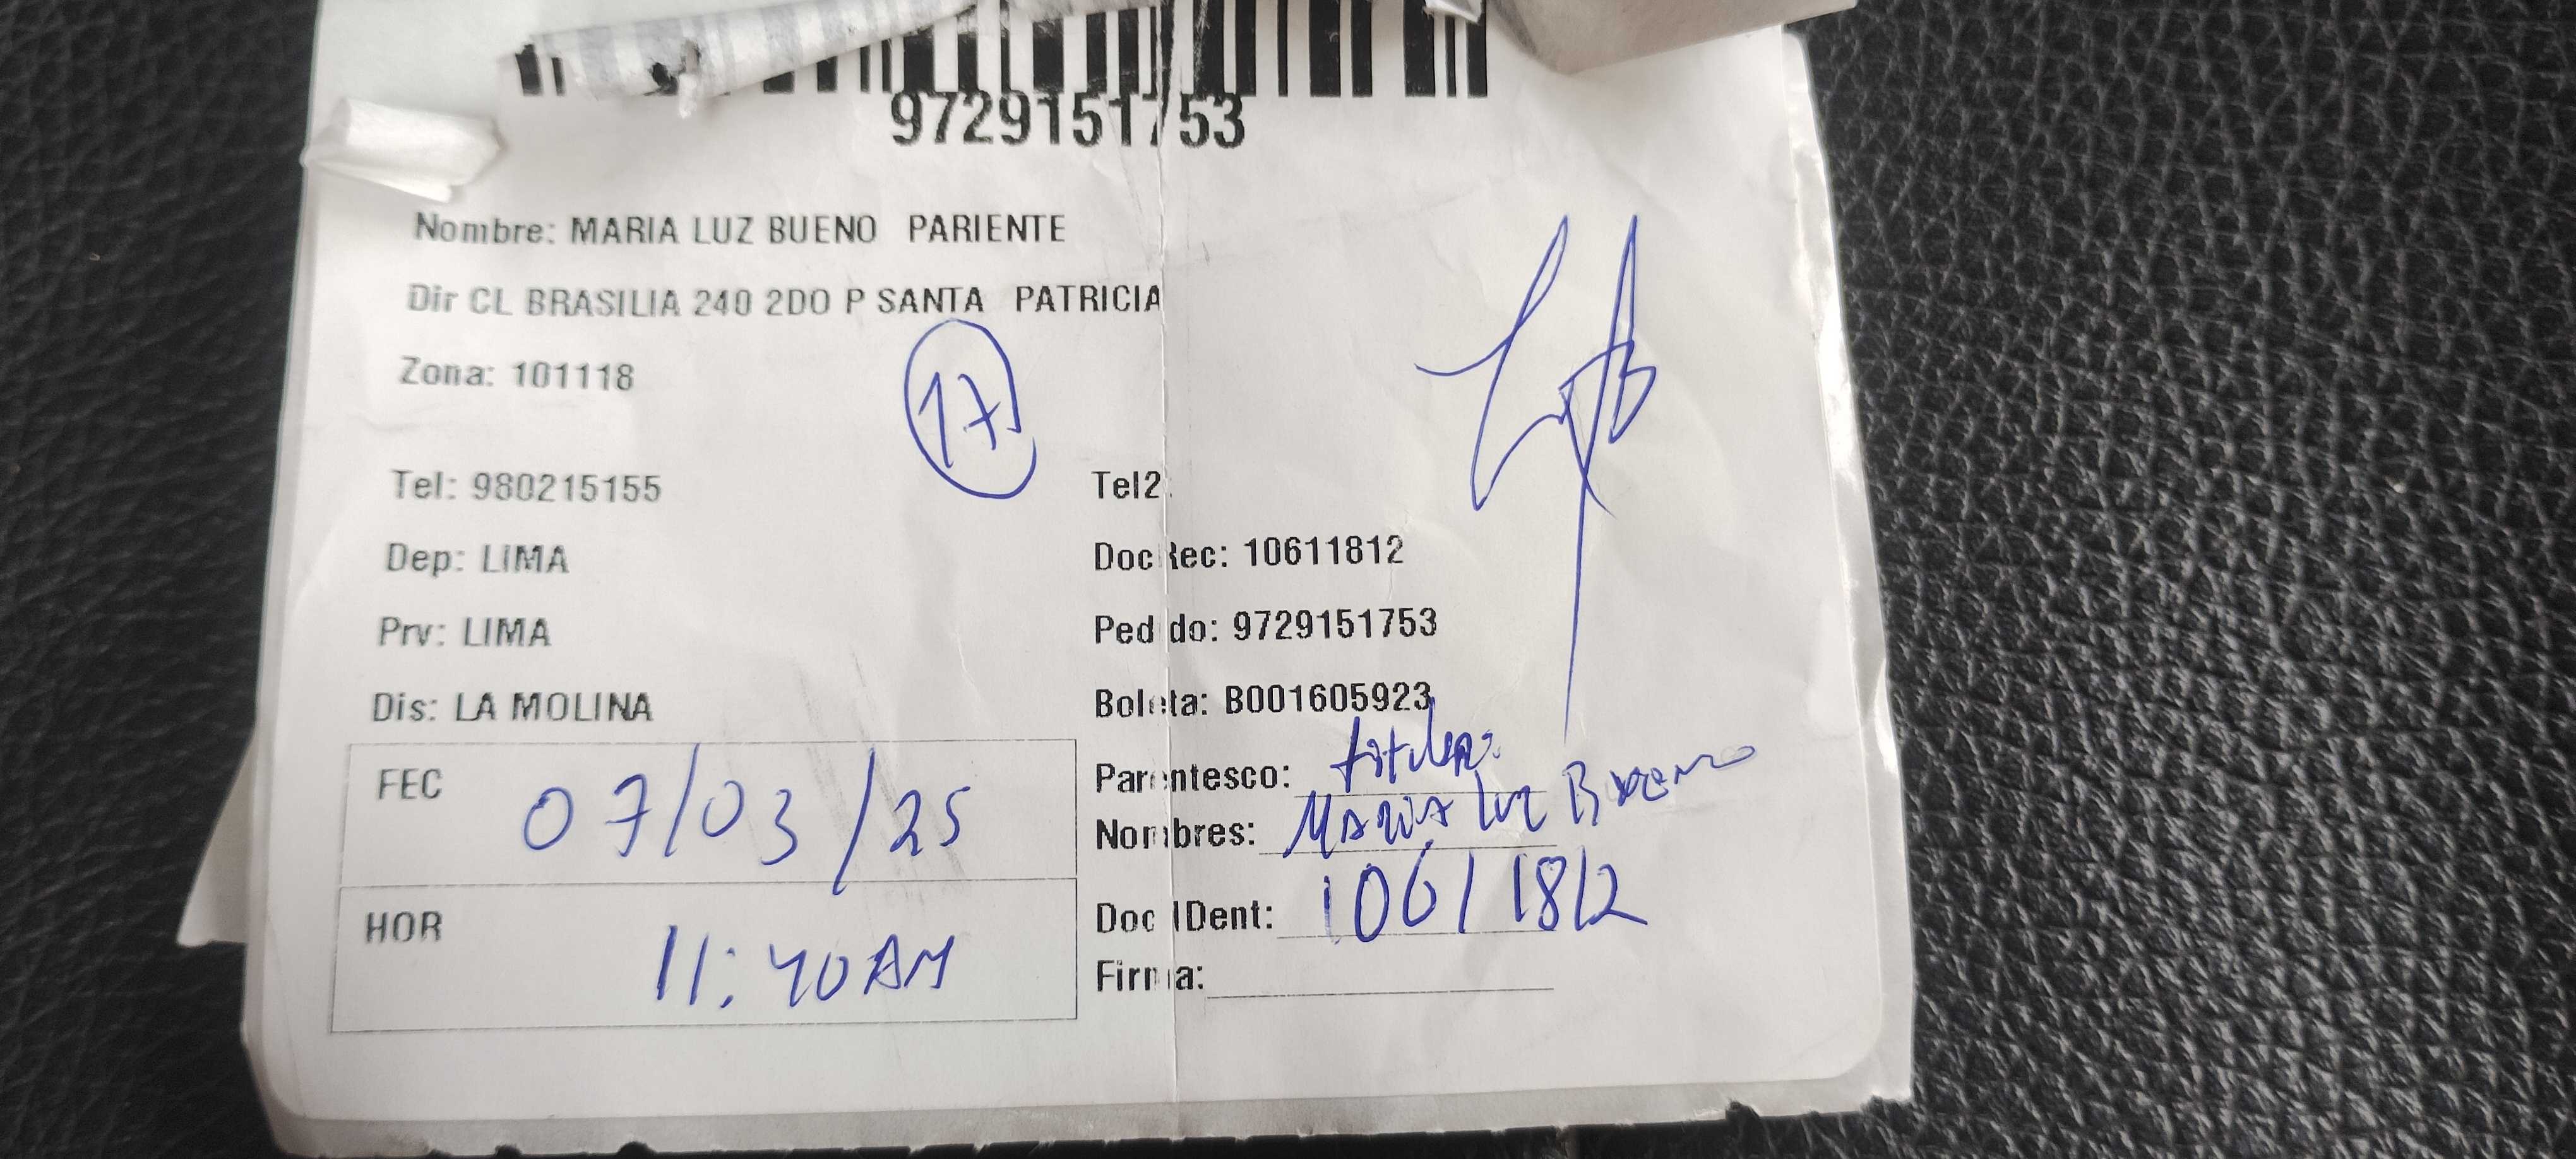 9729151753
Nombre: MARIA LUZ BUENO PARIENTE
Dir CL BRASILIA 240 2DO P SANTA PATRICIA
Zona: 101118
17
Tel: 980215155
Tel2:
Dep: LIMA
Doc Rec: 10611812
Prv: LIMA
Pedido: 9729151753
Dis: LA MOLINA
Boleta: B001605923
FEC 07/03/25
Parentesco: titular
Nombres: MARIA LUZ BUENO
HOR 11:40 AM
Doc IDent: 10611812
Firma: